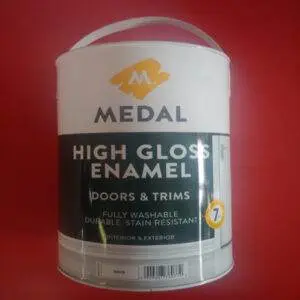 M
MEDAL
HIGH GLOSS
ENAMEL
DOORS & TRIMS
FULLY WASHABLE
DURABLE, STAIN RESISTANT
INTERIOR & EXTERIOR
7